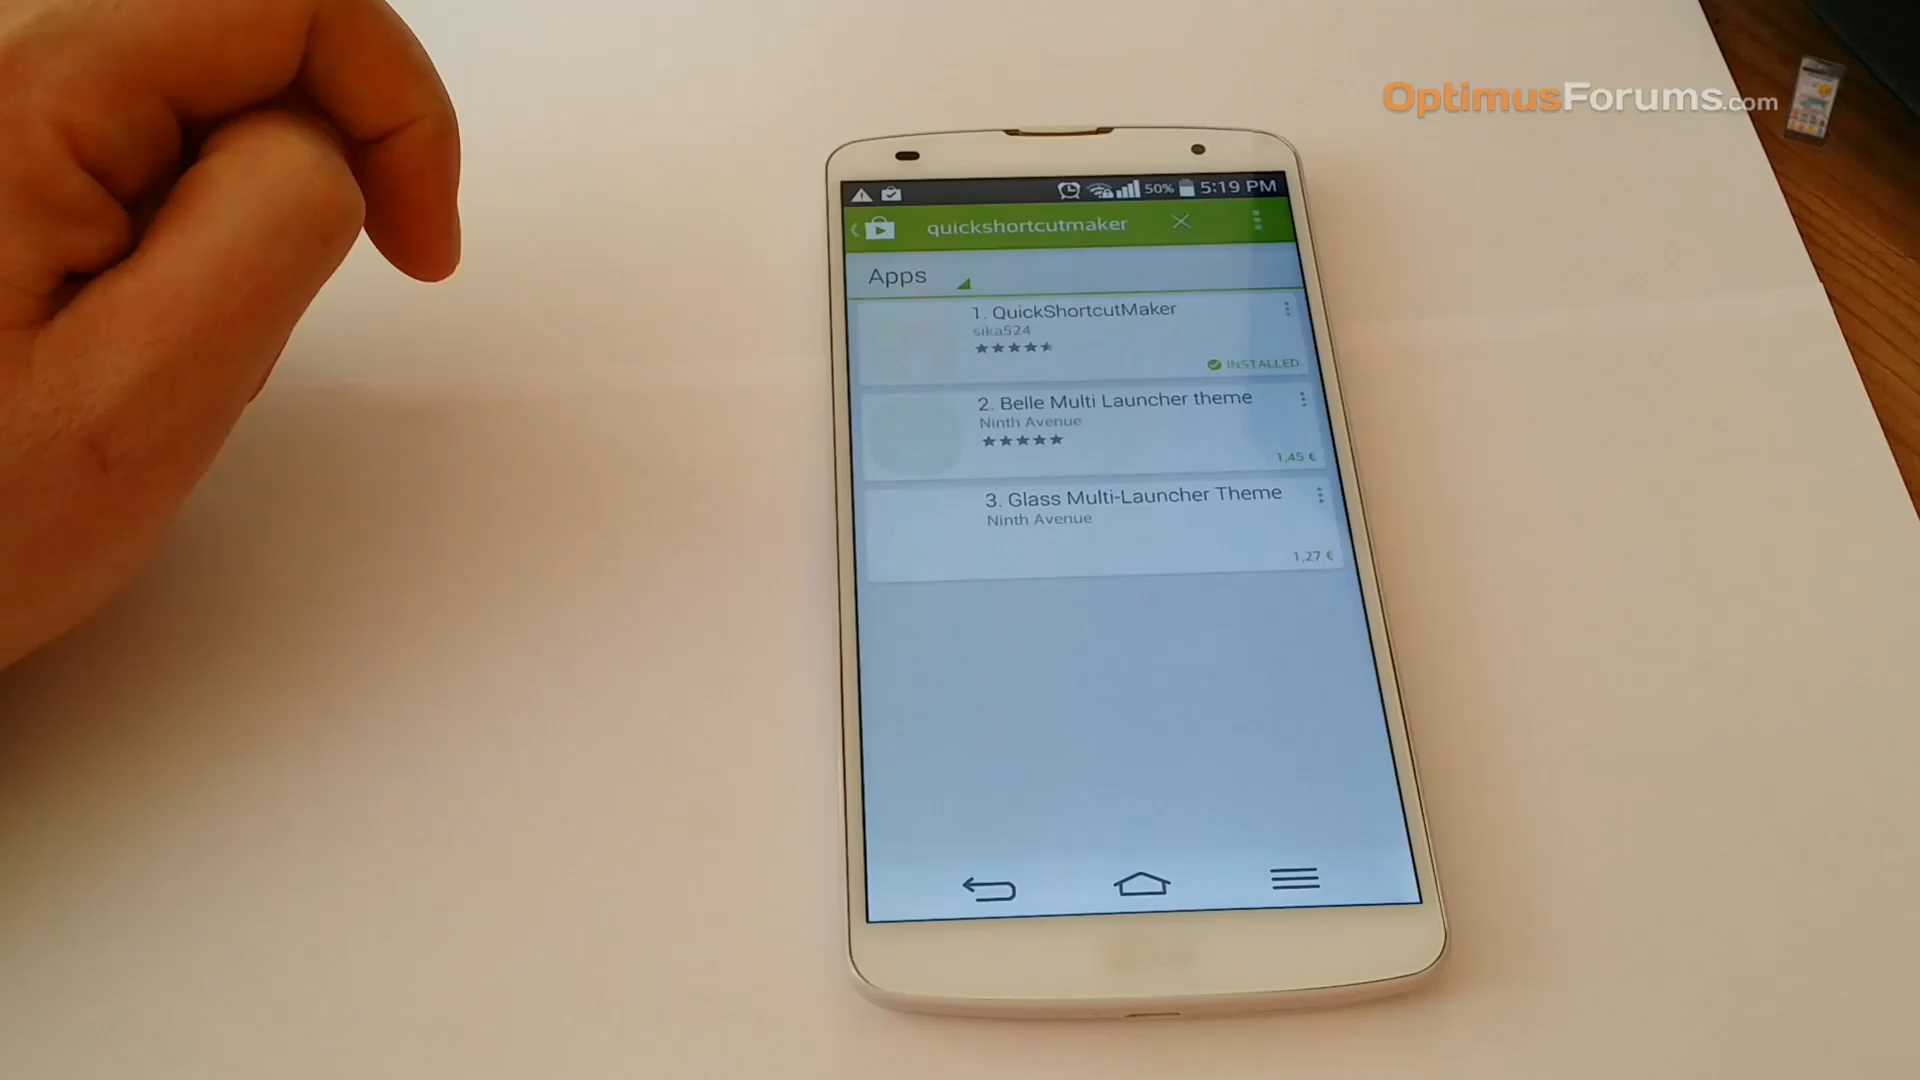 OptimusForums.com
50% 5:19 PM
quickshortcutmaker
Apps
1. QuickShortcutMaker
sika524
INSTALLED
2. Belle Multi Launcher theme
Ninth Avenue
1,45 €
3. Glass Multi-Launcher Theme
Ninth Avenue
1,27 €